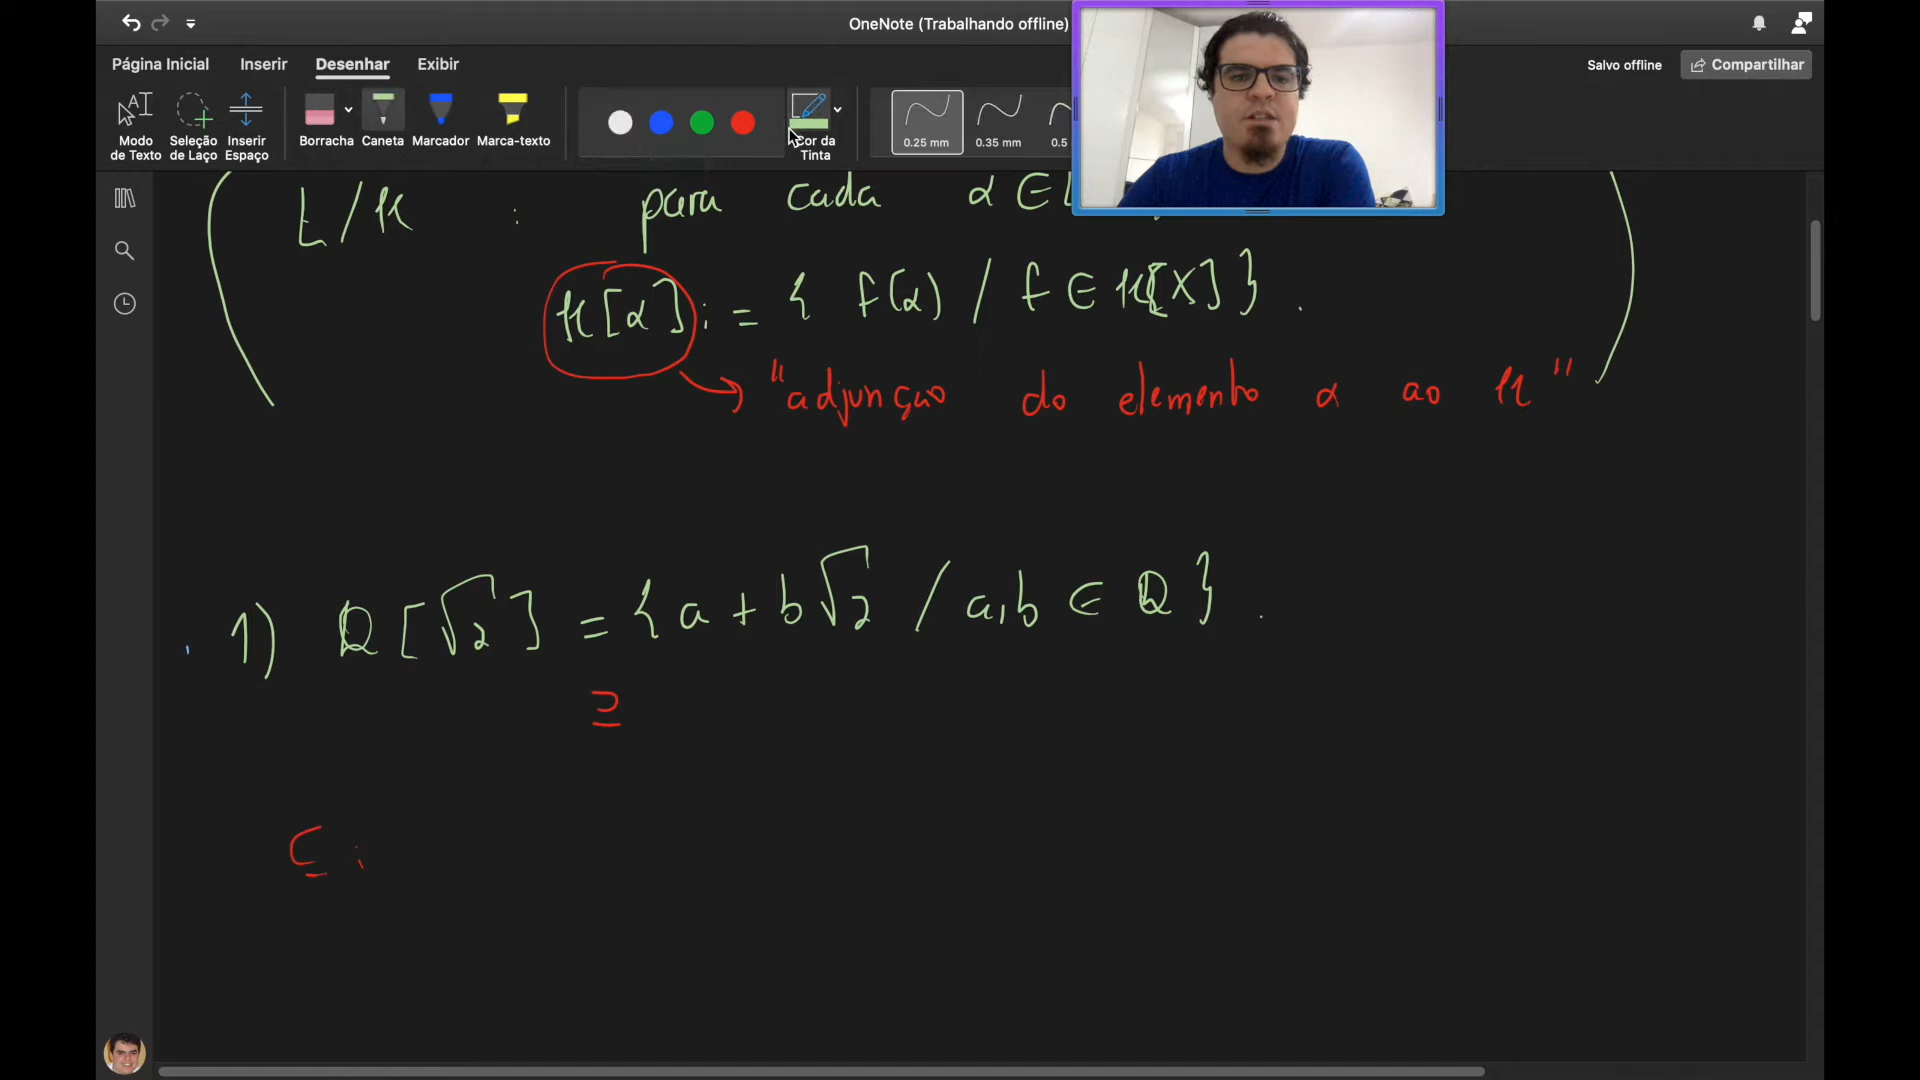 OneNote (Trabalhando offline)
Página Inicial Inserir Desenhar Exibir
Salvo offline Compartilhar
Modo de Texto Seleção de Laço Inserir Espaço Borracha Caneta Marcador Marca-texto Cor da Tinta 0.25 mm 0.35 mm 0.5
L/K : para cada α ∈
K[α] := { f(α) / f ∈ K[X] } .
"adjunção do elemento α ao K"
1) Q[√2] = { a + b√2 / a,b ∈ Q } .
⊇
⊆ :